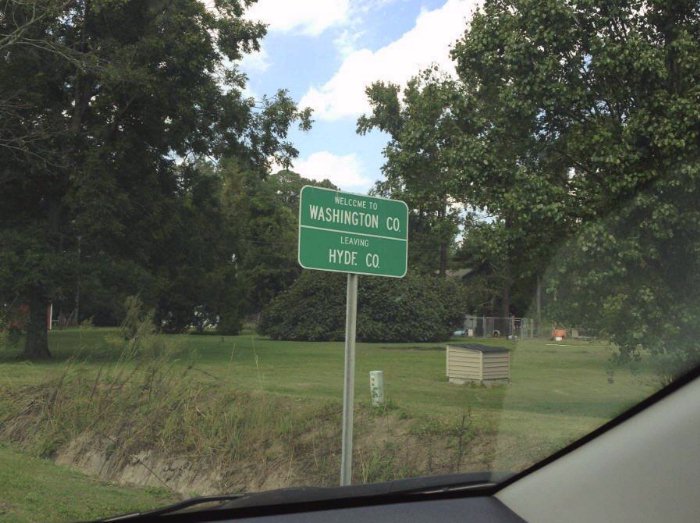 WELCOME TO
WASHINGTON CO.
LEAVING
HYDE CO.